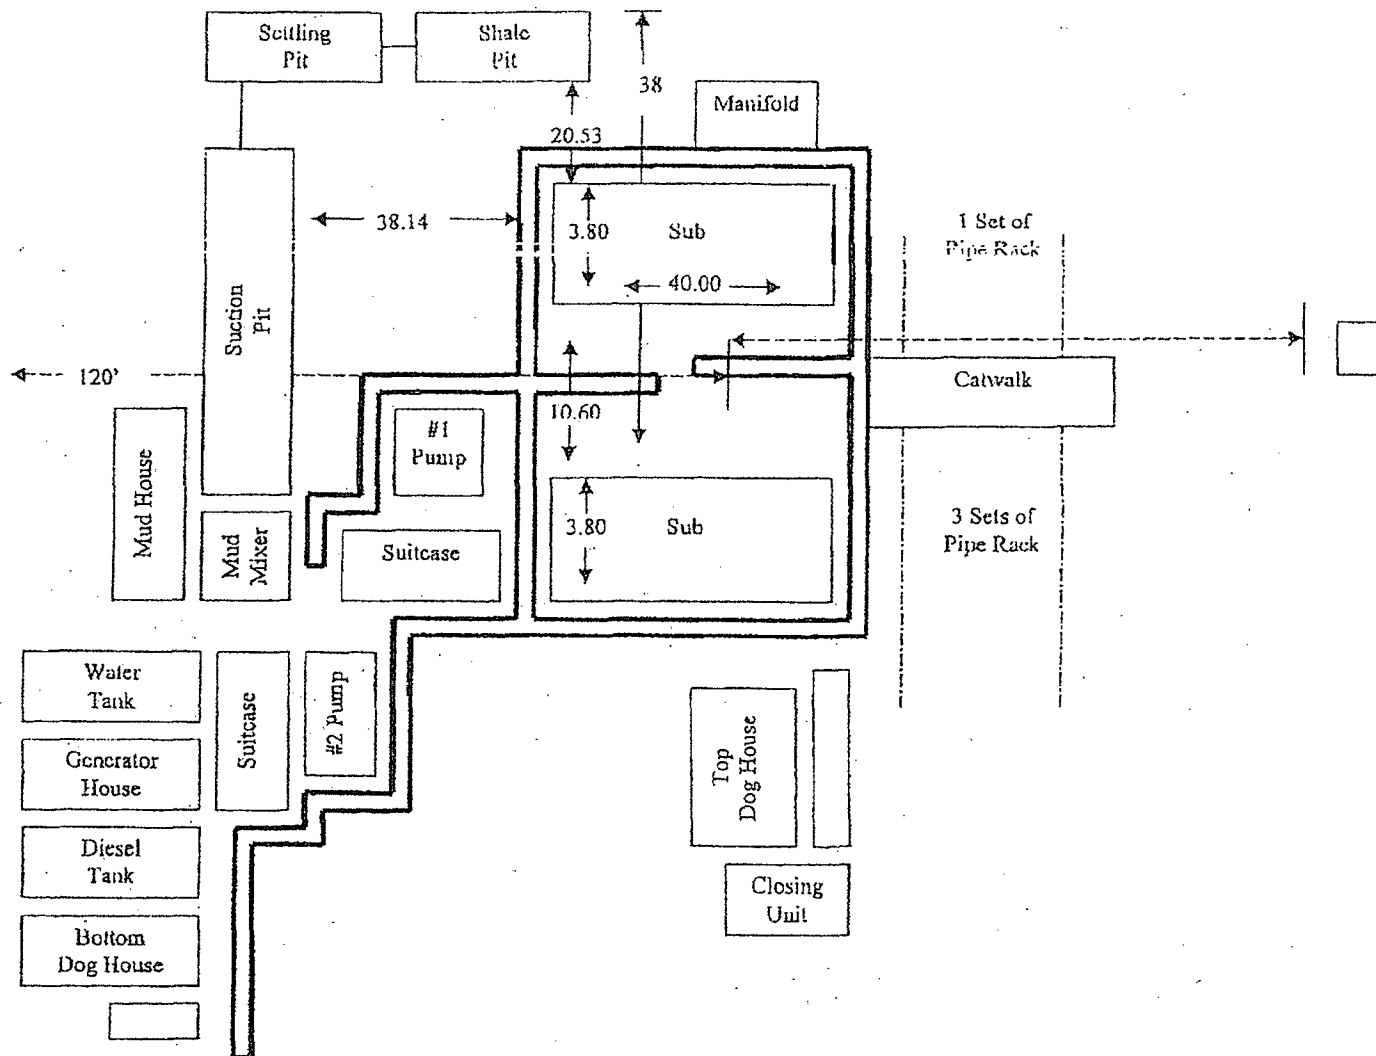 Settling
Pit
Shale
Pit
38
Manifold
20.53
38.14
3.80
Sub
40.00
1 Set of
Pipe Rack
Suction
Pit
120'
Catwalk
10.60
#1
Pump
Mud House
Mud
Mixer
Suitcase
3.80
Sub
3 Sets of
Pipe Rack
Water
Tank
Suitcase
#2 Pump
Generator
House
Top
Dog House
Diesel
Tank
Closing
Unit
Bottom
Dog House